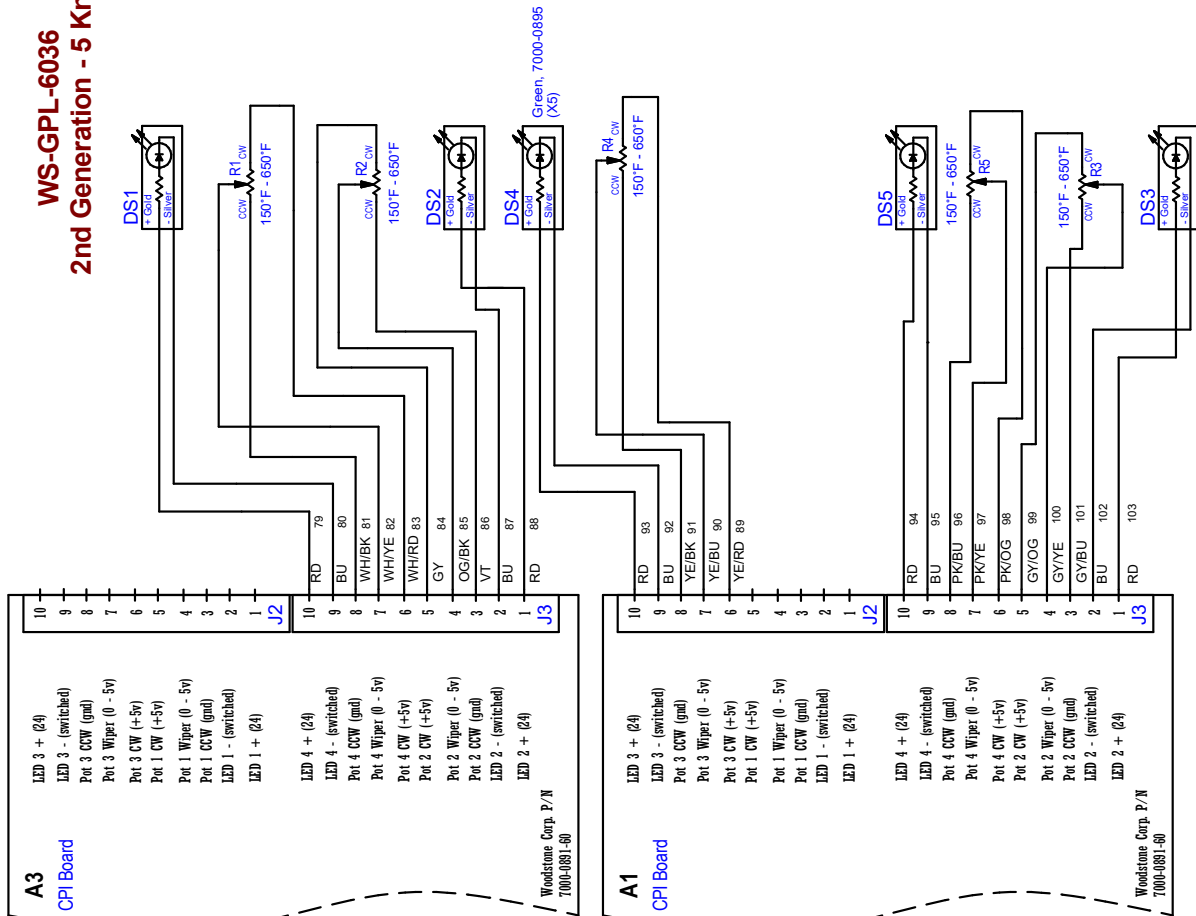 WS-GPL-6036
2nd Generation - 5 Kn
DS1
+ Gold
- Silver
R1
CW
CCW
150°F - 650°F
R2
CW
CCW
150°F - 650°F
DS2
+ Gold
- Silver
DS4
+ Gold
- Silver
Green, 7000-0895
(X5)
R4
CW
CCW
150°F - 650°F
DS5
+ Gold
- Silver
CW
R5
CCW
150°F - 650°F
CW
R3
CCW
150°F - 650°F
DS3
+ Gold
- Silver
RD 79
BU 80
WH/BK 81
WH/YE 82
WH/RD 83
GY 84
OG/BK 85
VT 86
BU 87
RD 88
RD 93
BU 92
YE/BK 91
YE/BU 90
YE/RD 89
RD 94
BU 95
PK/BU 96
PK/YE 97
PK/OG 98
GY/OG 99
GY/YE 100
GY/BU 101
BU 102
RD 103
A3
CPI Board
LED 3 + (24) 10
LED 3 - (switched) 9
Pot 3 CCW (gnd) 8
Pot 3 Wiper (0 - 5v) 7
Pot 3 CW (+5v) 6
Pot 1 CW (+5v) 5
Pot 1 Wiper (0 - 5v) 4
Pot 1 CCW (gnd) 3
LED 1 - (switched) 2
LED 1 + (24) 1
J2
LED 4 + (24) 10
LED 4 - (switched) 9
Pot 4 CCW (gnd) 8
Pot 4 Wiper (0 - 5v) 7
Pot 4 CW (+5v) 6
Pot 2 CW (+5v) 5
Pot 2 Wiper (0 - 5v) 4
Pot 2 CCW (gnd) 3
LED 2 - (switched) 2
LED 2 + (24) 1
J3
Woodstone Corp. P/N
7000-0891-60
A1
CPI Board
LED 3 + (24) 10
LED 3 - (switched) 9
Pot 3 CCW (gnd) 8
Pot 3 Wiper (0 - 5v) 7
Pot 3 CW (+5v) 6
Pot 1 CW (+5v) 5
Pot 1 Wiper (0 - 5v) 4
Pot 1 CCW (gnd) 3
LED 1 - (switched) 2
LED 1 + (24) 1
J2
LED 4 + (24) 10
LED 4 - (switched) 9
Pot 4 CCW (gnd) 8
Pot 4 Wiper (0 - 5v) 7
Pot 4 CW (+5v) 6
Pot 2 CW (+5v) 5
Pot 2 Wiper (0 - 5v) 4
Pot 2 CCW (gnd) 3
LED 2 - (switched) 2
LED 2 + (24) 1
J3
Woodstone Corp. P/N
7000-0891-60